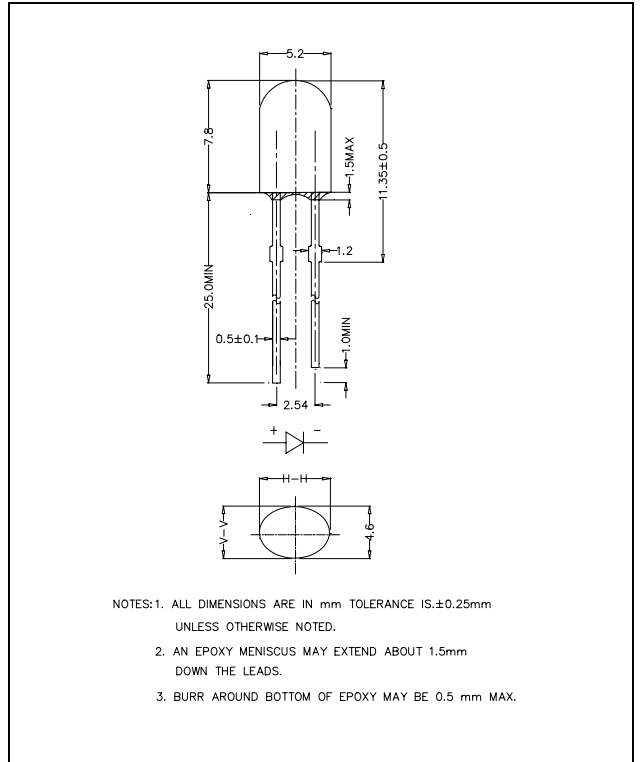 5.2
7.8
1.5MAX
11.35±0.5
1.2
25.0MIN
0.5±0.1
1.0MIN
2.54
+ -
H-H
V-V
4.6
NOTES:1. ALL DIMENSIONS ARE IN mm TOLERANCE IS.±0.25mm
UNLESS OTHERWISE NOTED.
2. AN EPOXY MENISCUS MAY EXTEND ABOUT 1.5mm
DOWN THE LEADS.
3. BURR AROUND BOTTOM OF EPOXY MAY BE 0.5 mm MAX.